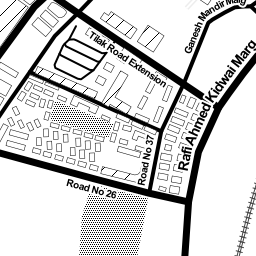 Ganesh Mandir Marg
Tilak Road Extension
Rafi Ahmed Kidwai Marg
Road No 37
Road No 26